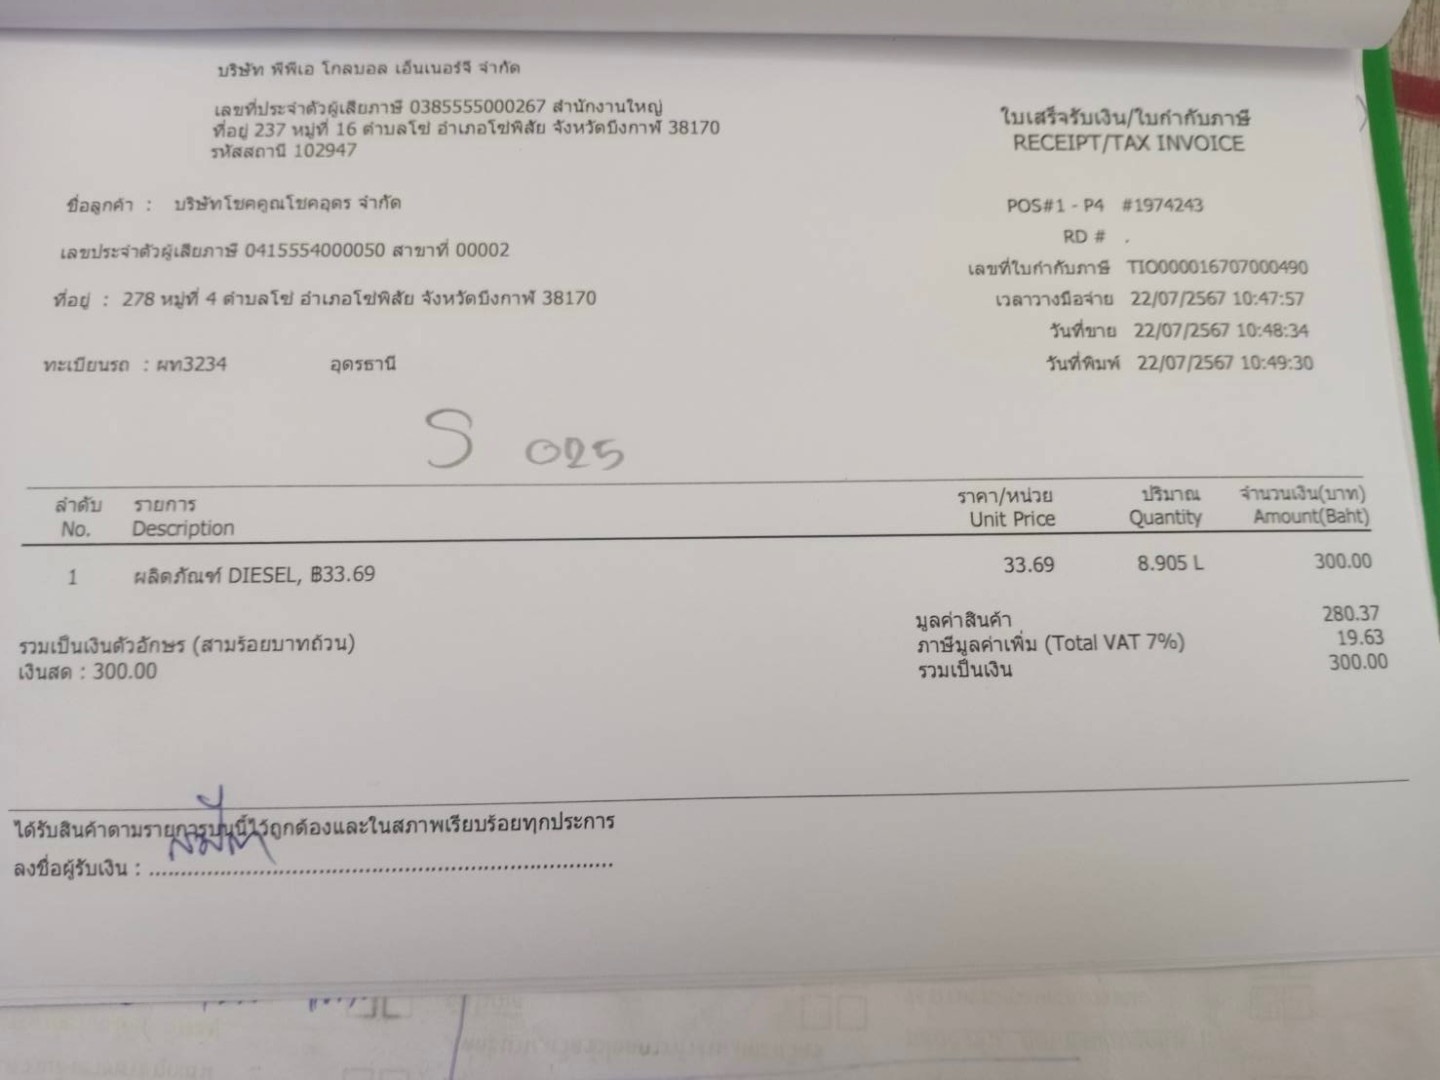 บริษัท พีพีเอ โกลบอล เอ็นเนอร์จี จำกัด
เลขที่ประจำตัวผู้เสียภาษี 0385555000267 สำนักงานใหญ่
ที่อยู่ 237 หมู่ที่ 16 ตำบลโซ่ อำเภอโซ่พิสัย จังหวัดบึงกาฬ 38170
รหัสสถานี 102947
ใบเสร็จรับเงิน/ใบกำกับภาษี
RECEIPT/TAX INVOICE
ชื่อลูกค้า : บริษัทโชคคูณโชคอุดร จำกัด
เลขประจำตัวผู้เสียภาษี 0415554000050 สาขาที่ 00002
ที่อยู่ : 278 หมู่ที่ 4 ตำบลโซ่ อำเภอโซ่พิสัย จังหวัดบึงกาฬ 38170
ทะเบียนรถ : ผท3234 อุดรธานี
POS#1 - P4 #1974243
RD # .
เลขที่ใบกำกับภาษี TIO000016707000490
เวลาวางมือจ่าย 22/07/2567 10:47:57
วันที่ขาย 22/07/2567 10:48:34
วันที่พิมพ์ 22/07/2567 10:49:30
S 025
ลำดับ รายการ ราคา/หน่วย ปริมาณ จำนวนเงิน(บาท)
No. Description Unit Price Quantity Amount(Baht)
1 ผลิตภัณฑ์ DIESEL, ฿33.69 33.69 8.905 L 300.00
มูลค่าสินค้า 280.37
รวมเป็นเงินตัวอักษร (สามร้อยบาทถ้วน) ภาษีมูลค่าเพิ่ม (Total VAT 7%) 19.63
เงินสด : 300.00 รวมเป็นเงิน 300.00
ได้รับสินค้าตามรายการบนนี้ไว้ถูกต้องและในสภาพเรียบร้อยทุกประการ
ลงชื่อผู้รับเงิน : ................................................................